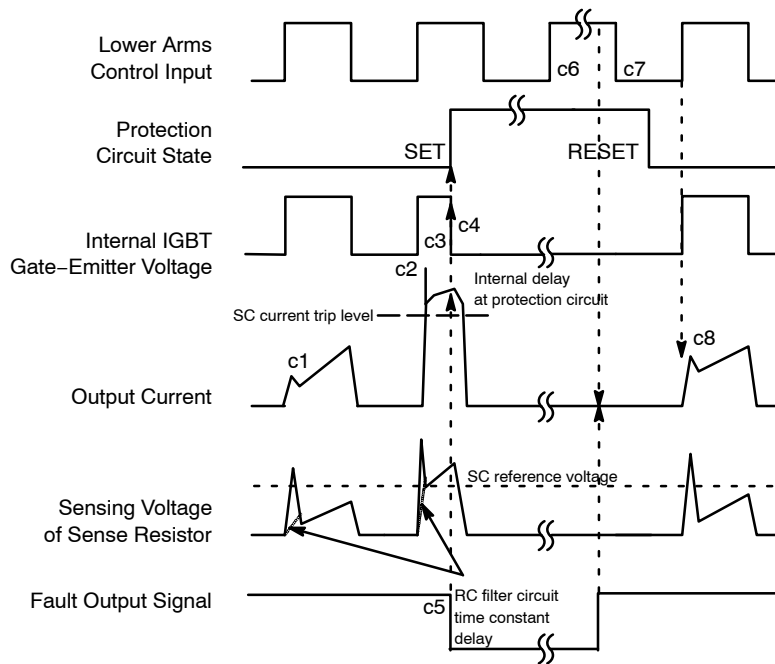 Lower Arms
Control Input
c6
c7
Protection
Circuit State
SET
RESET
Internal IGBT
Gate−Emitter Voltage
c3
c4
c2
Internal delay
at protection circuit
SC current trip level
c1
c8
Output Current
SC reference voltage
Sensing Voltage
of Sense Resistor
Fault Output Signal
c5
RC filter circuit
time constant
delay